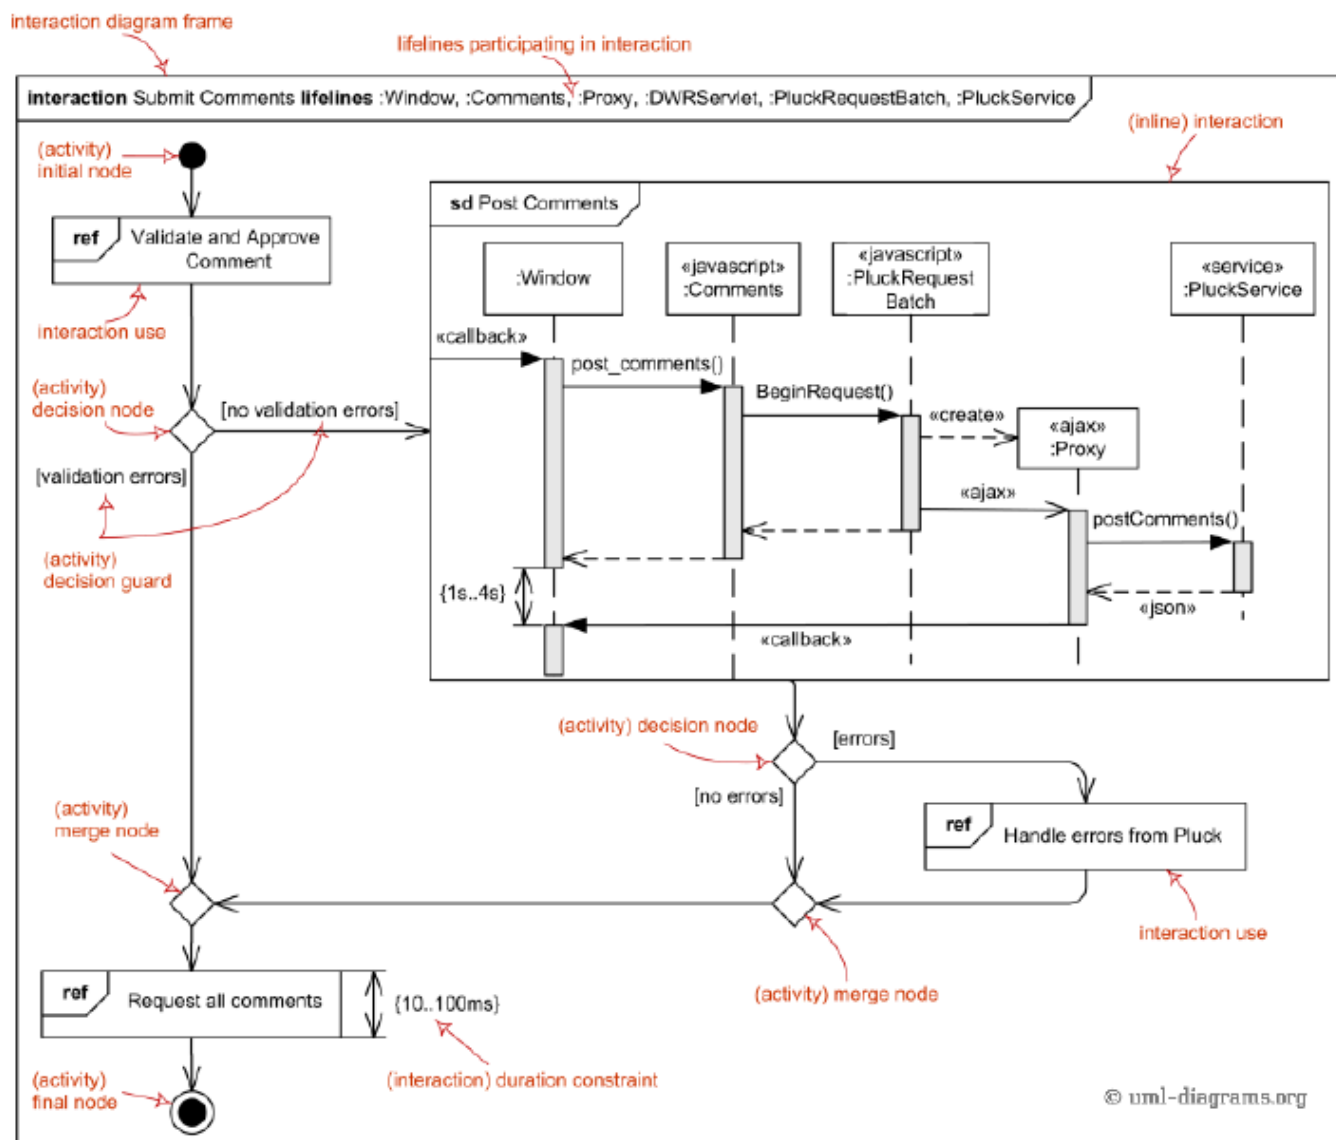 interaction diagram frame
lifelines participating in interaction
interaction Submit Comments lifelines :Window, :Comments, :Proxy, :DWRServlet, :PluckRequestBatch, :PluckService
(inline) interaction
(activity)
initial node
sd Post Comments
ref Validate and Approve
Comment
:Window
«javascript»
:Comments
«javascript»
:PluckRequest
Batch
«service»
:PluckService
interaction use
«callback»
post_comments()
(activity)
decision node
[no validation errors]
BeginRequest()
«create»
«ajax»
:Proxy
[validation errors]
«ajax»
postComments()
(activity)
decision guard
{1s..4s}
«json»
«callback»
(activity) decision node
[errors]
[no errors]
(activity)
merge node
ref Handle errors from Pluck
interaction use
ref Request all comments
{10..100ms}
(activity) merge node
(activity)
final node
(interaction) duration constraint
© uml-diagrams.org